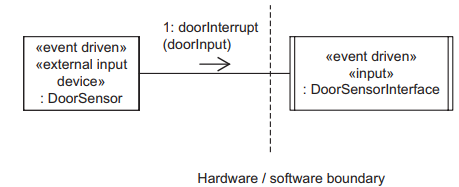 1: doorInterrupt
(doorInput)
«event driven»
«external input
device»
: DoorSensor
«event driven»
«input»
: DoorSensorInterface
Hardware / software boundary